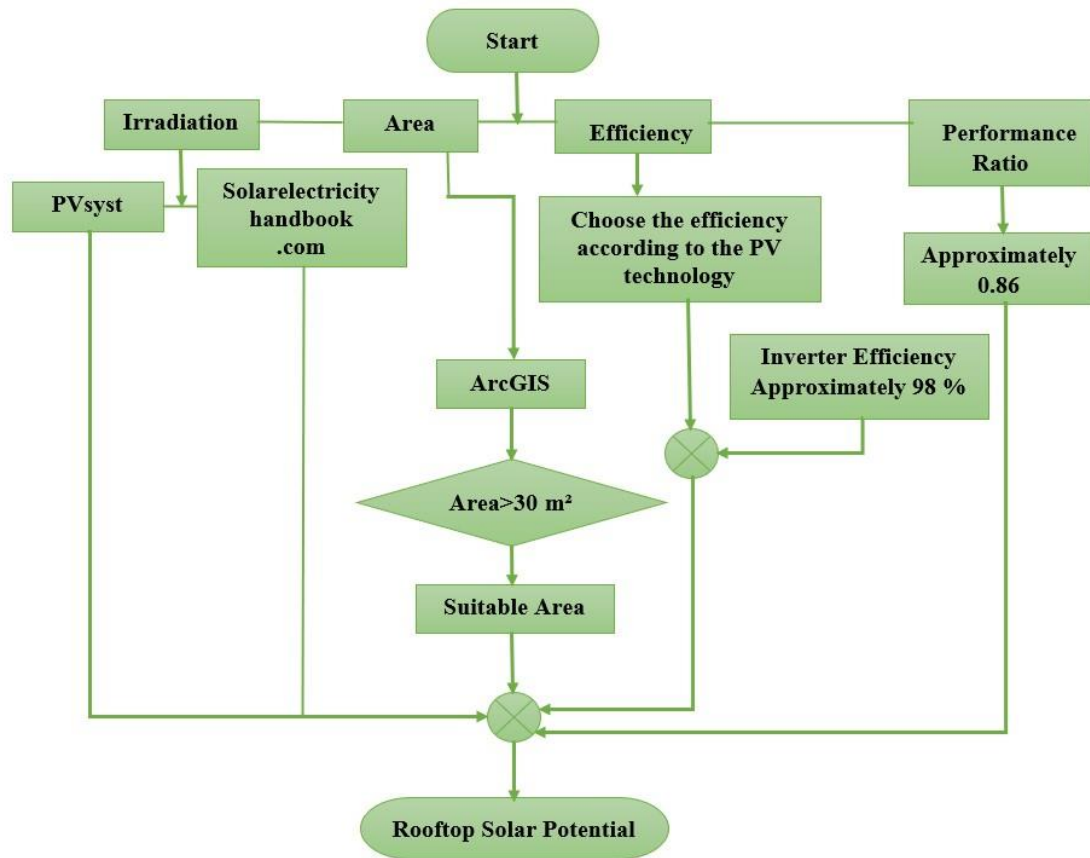 Start
Irradiation
Area
Efficiency
Performance
Ratio
PVsyst
Solarelectricity
handbook
.com
Choose the efficiency
according to the PV
technology
Approximately
0.86
ArcGIS
Inverter Efficiency
Approximately 98 %
Area>30 m²
Suitable Area
Rooftop Solar Potential